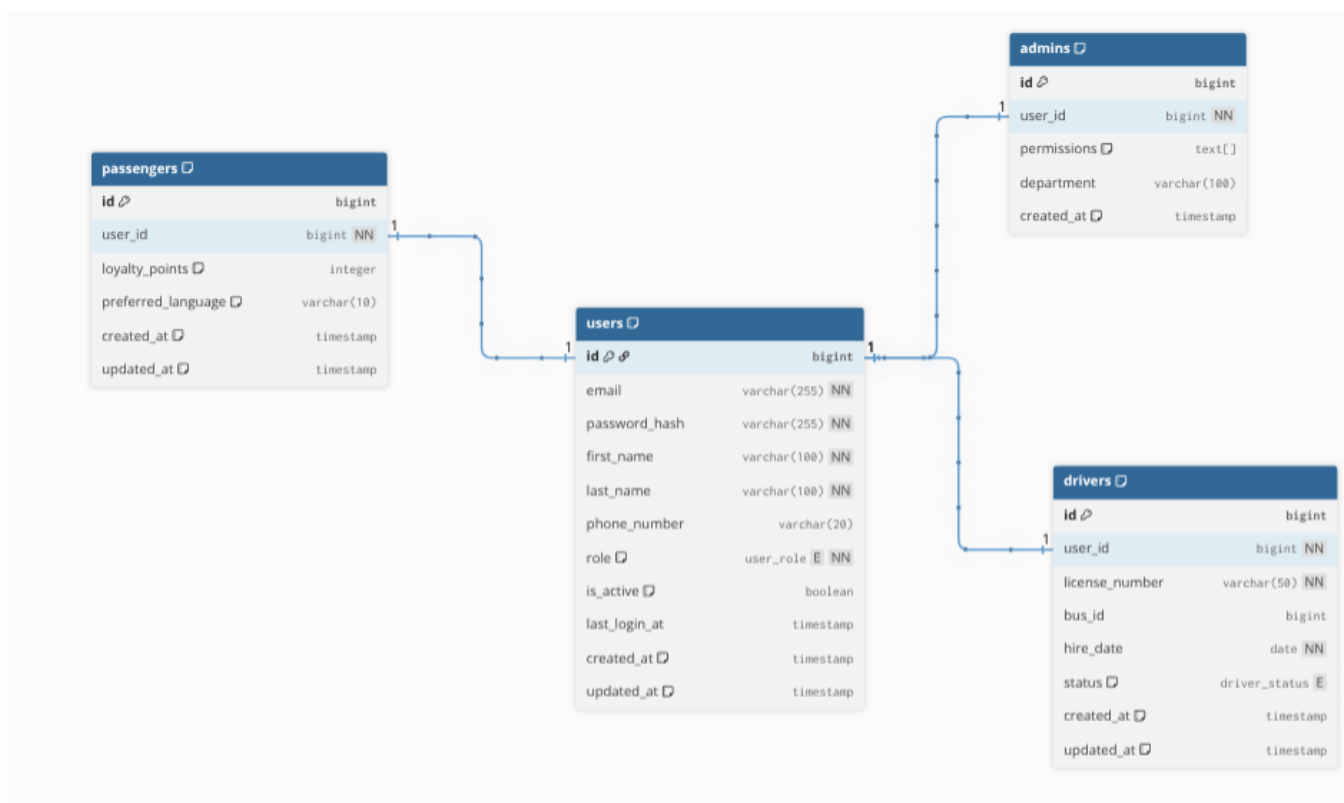 passengers
id bigint
user_id bigint NN
loyalty_points integer
preferred_language varchar(10)
created_at timestamp
updated_at timestamp
1
1
users
id bigint
email varchar(255) NN
password_hash varchar(255) NN
first_name varchar(100) NN
last_name varchar(100) NN
phone_number varchar(20)
role user_role E NN
is_active boolean
last_login_at timestamp
created_at timestamp
updated_at timestamp
1
1
admins
id bigint
user_id bigint NN
permissions text[]
department varchar(100)
created_at timestamp
1
drivers
id bigint
user_id bigint NN
license_number varchar(50) NN
bus_id bigint
hire_date date NN
status driver_status E
created_at timestamp
updated_at timestamp